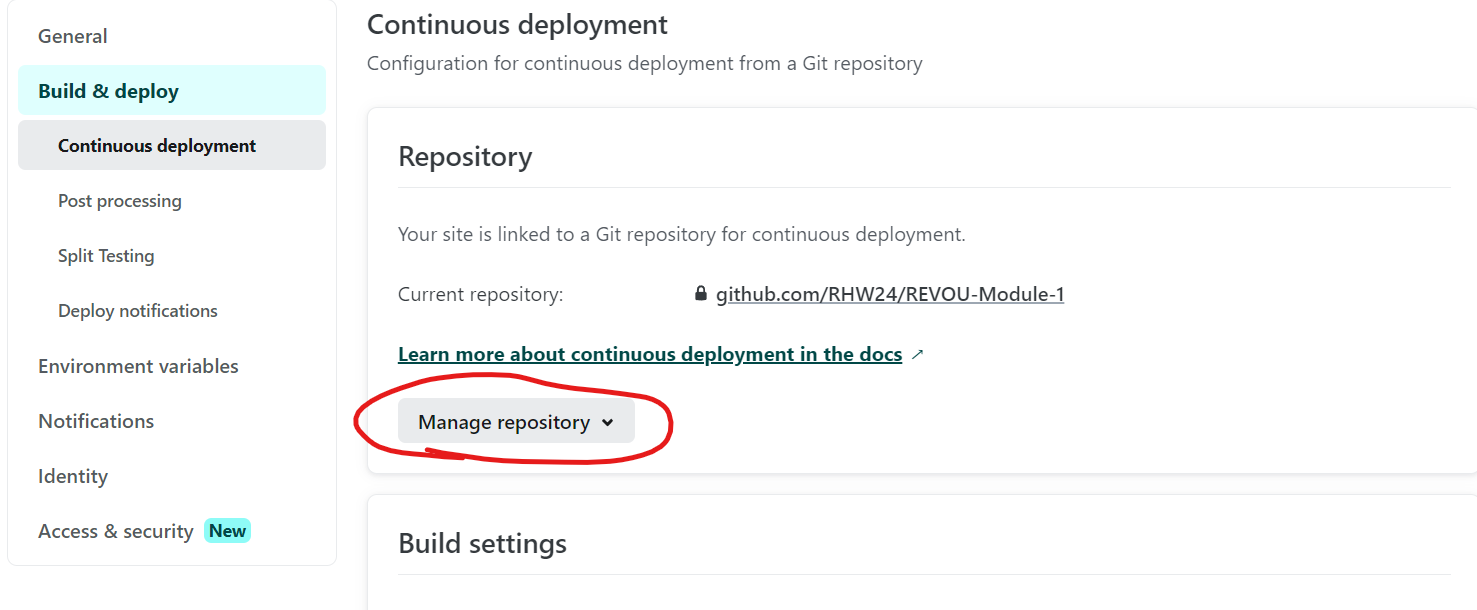 General
Build & deploy
Continuous deployment
Post processing
Split Testing
Deploy notifications
Environment variables
Notifications
Identity
Access & security New
Continuous deployment
Configuration for continuous deployment from a Git repository
Repository
Your site is linked to a Git repository for continuous deployment.
Current repository: github.com/RHW24/REVOU-Module-1
Learn more about continuous deployment in the docs
Manage repository
Build settings